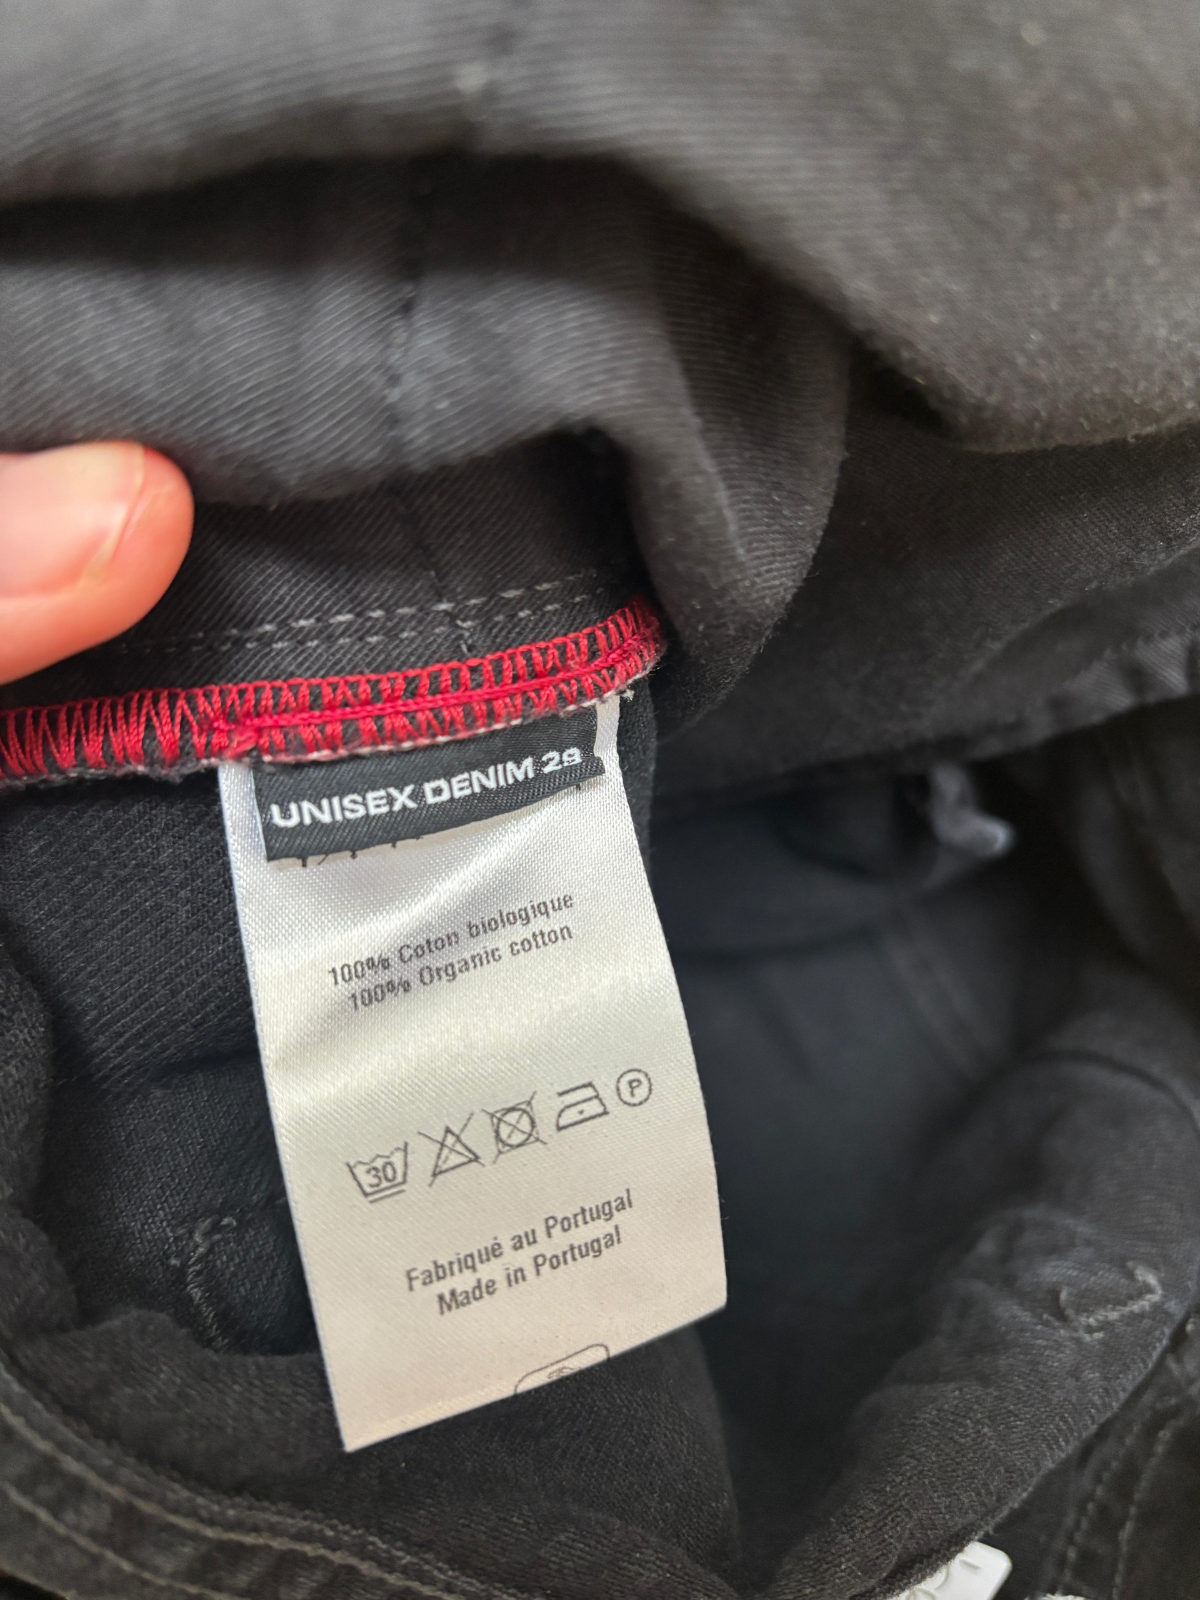 UNISEX DENIM 29
100% Coton biologique
100% Organic cotton
30
P
Fabriqué au Portugal
Made in Portugal